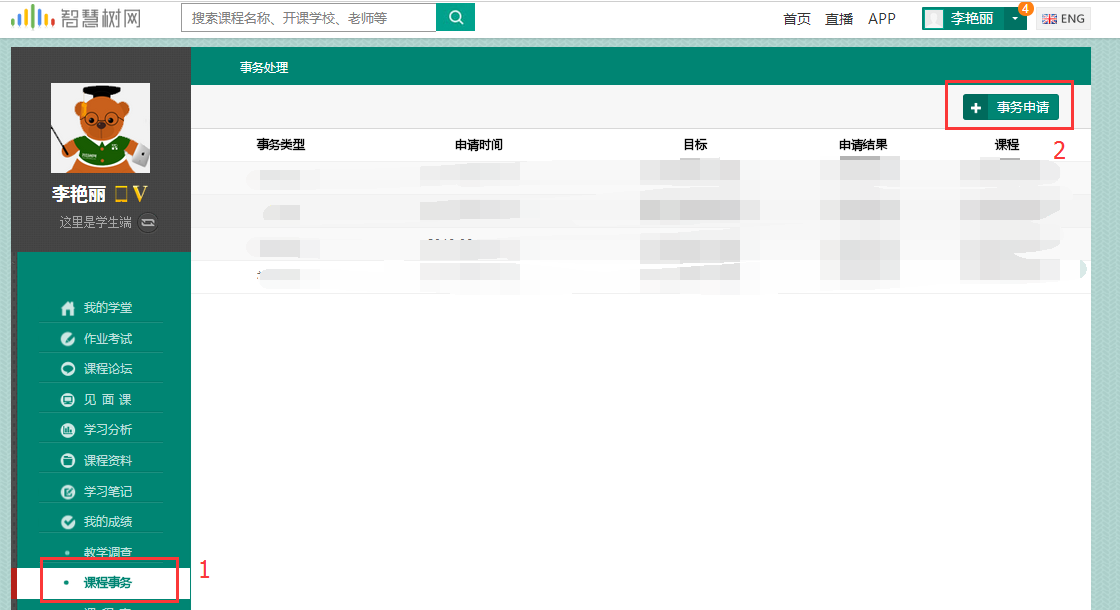 智慧树网
搜索课程名称、开课学校、老师等
首页 直播 APP
李艳丽
4
ENG
事务处理
事务申请
2
事务类型 申请时间 目标 申请结果 课程
李艳丽 V
这里是学生端
我的学堂
作业考试
课程论坛
见面课
学习分析
课程资料
学习笔记
我的成绩
教学调查
课程事务
1